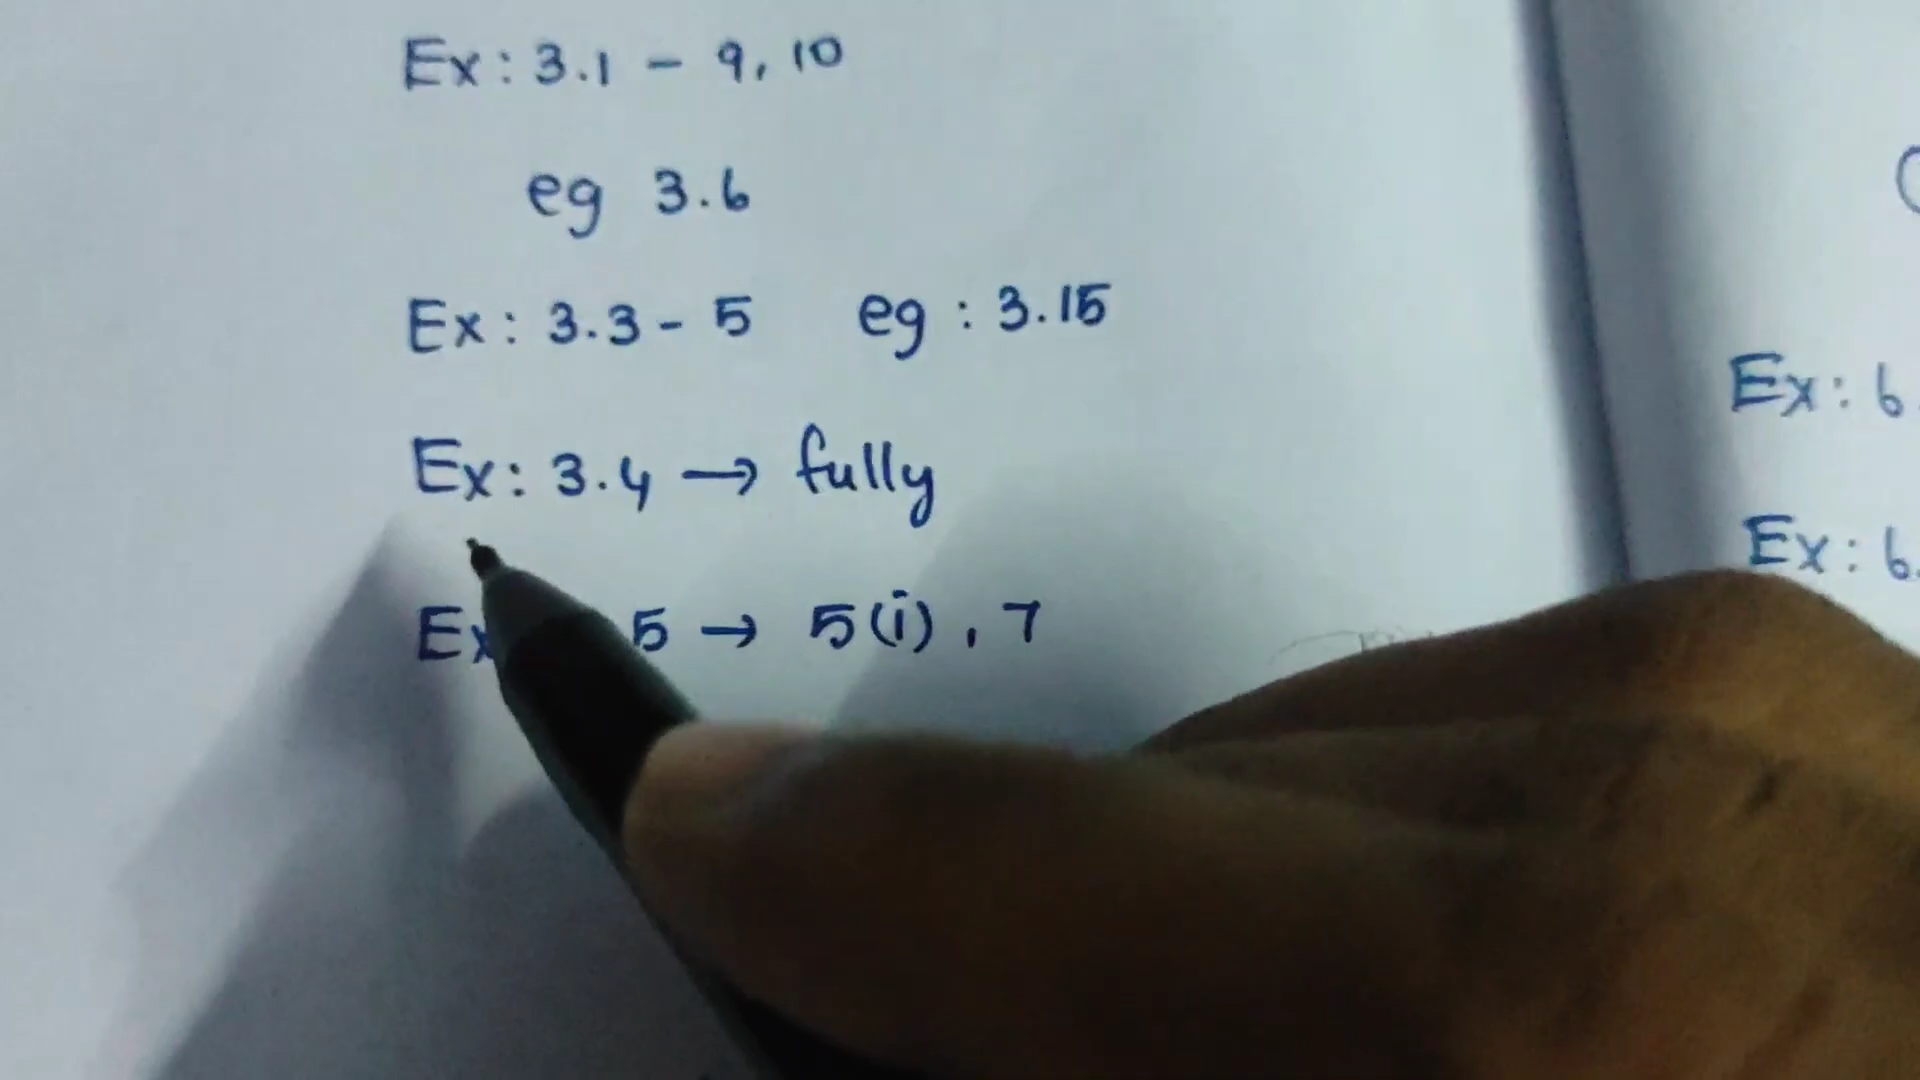 Ex: 3.1 - 9, 10
eg 3.6
Ex: 3.3 - 5 eg: 3.15
Ex: 3.4 → fully
5 → 5(i), 7
Ex: 6.
Ex: 6.